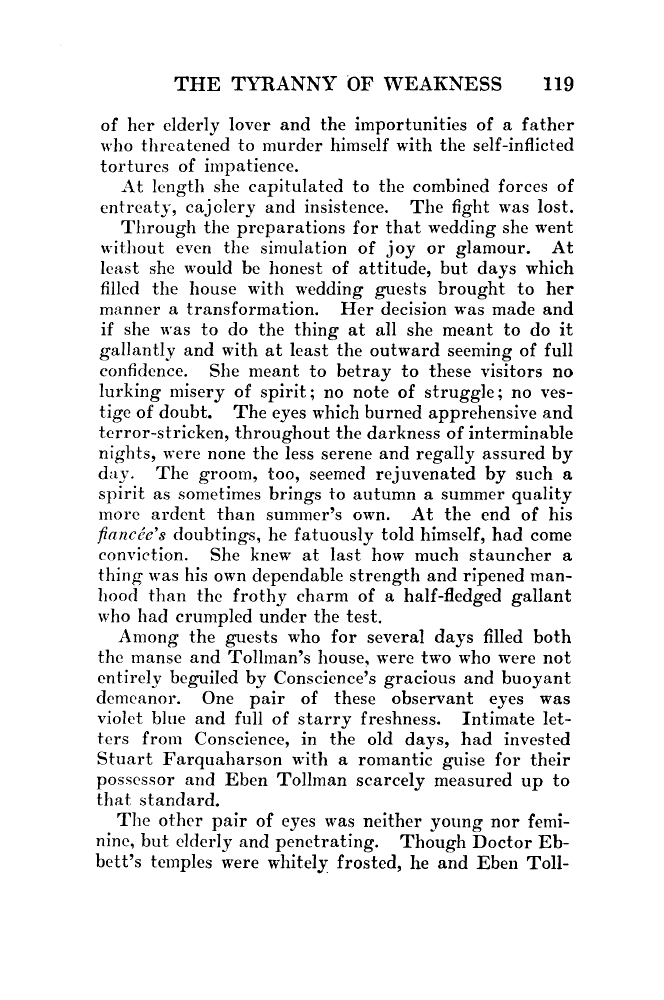 THE TYRANNY OF WEAKNESS 119
of her elderly lover and the importunities of a father
who threatened to murder himself with the self-inflicted
tortures of impatience.
At length she capitulated to the combined forces of
entreaty, cajolery and insistence. The fight was lost.
Through the preparations for that wedding she went
without even the simulation of joy or glamour. At
least she would be honest of attitude, but days which
filled the house with wedding guests brought to her
manner a transformation. Her decision was made and
if she was to do the thing at all she meant to do it
gallantly and with at least the outward seeming of full
confidence. She meant to betray to these visitors no
lurking misery of spirit; no note of struggle; no ves-
tige of doubt. The eyes which burned apprehensive and
terror-stricken, throughout the darkness of interminable
nights, were none the less serene and regally assured by
day. The groom, too, seemed rejuvenated by such a
spirit as sometimes brings to autumn a summer quality
more ardent than summer's own. At the end of his
fiancée's doubtings, he fatuously told himself, had come
conviction. She knew at last how much stauncher a
thing was his own dependable strength and ripened man-
hood than the frothy charm of a half-fledged gallant
who had crumpled under the test.
Among the guests who for several days filled both
the manse and Tollman's house, were two who were not
entirely beguiled by Conscience's gracious and buoyant
demeanor. One pair of these observant eyes was
violet blue and full of starry freshness. Intimate let-
ters from Conscience, in the old days, had invested
Stuart Farquaharson with a romantic guise for their
possessor and Eben Tollman scarcely measured up to
that standard.
The other pair of eyes was neither young nor femi-
nine, but elderly and penetrating. Though Doctor Eb-
bett's temples were whitely frosted, he and Eben Toll-